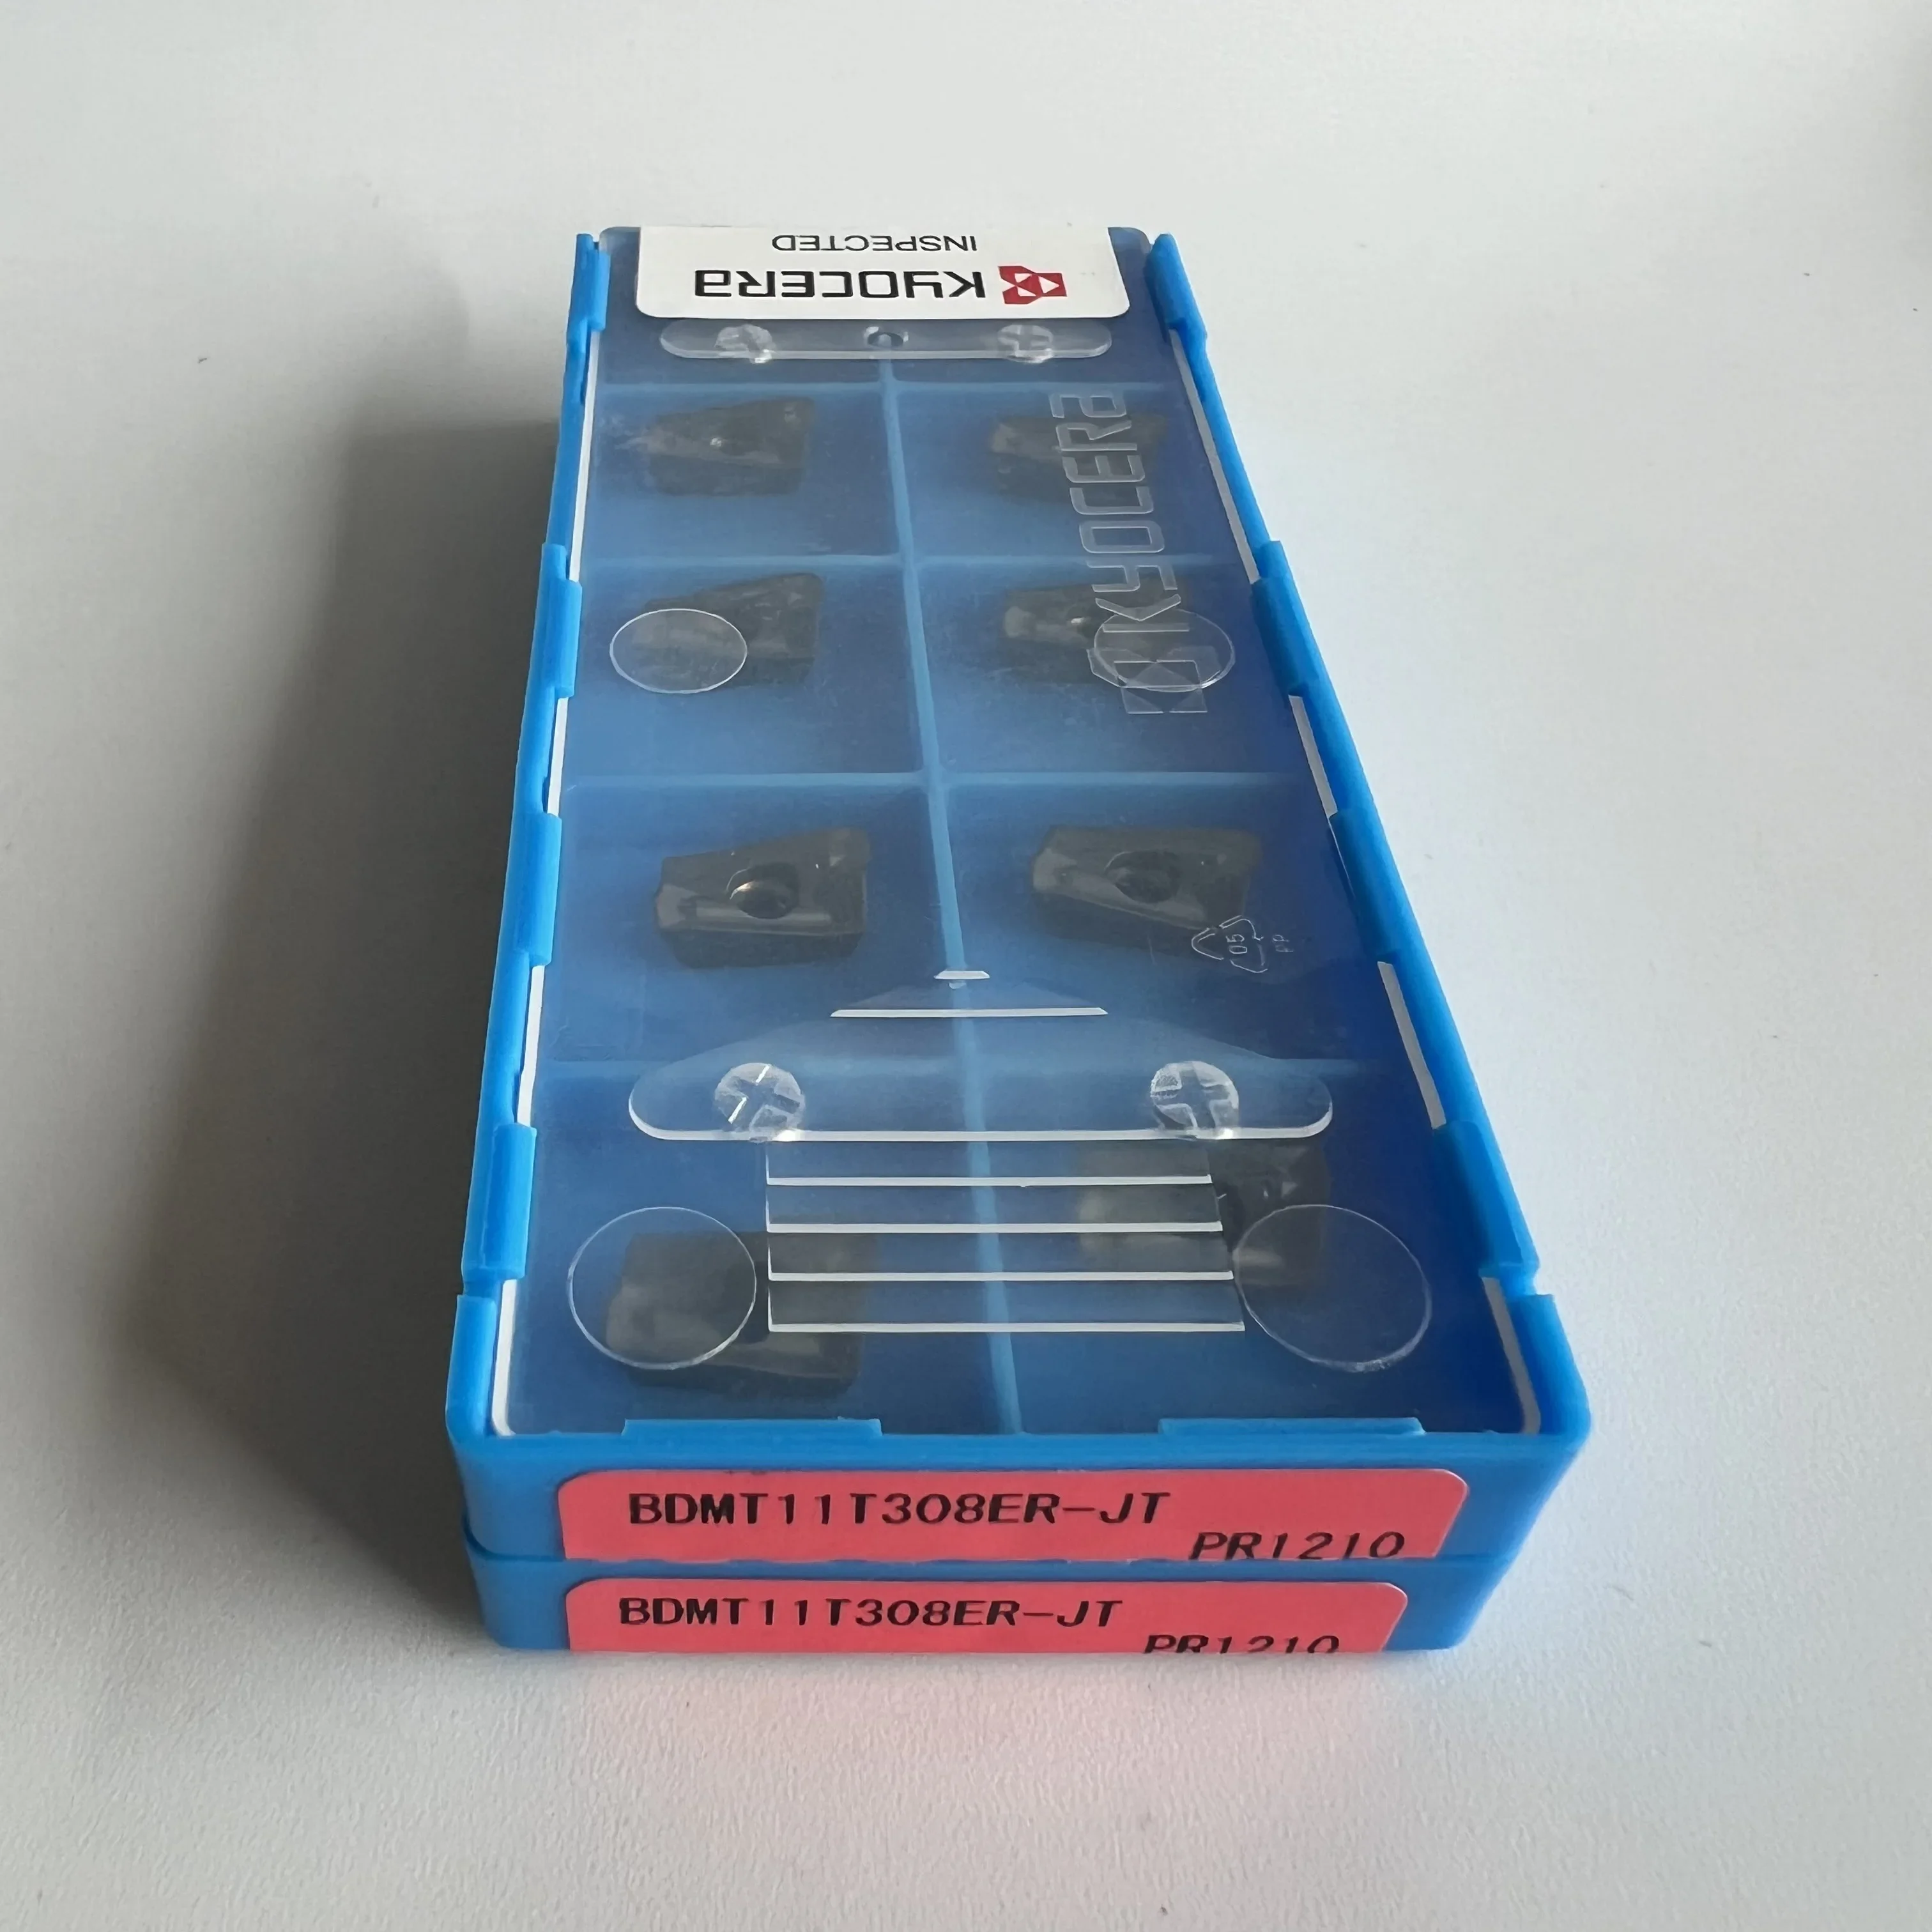 INSPECTED
KYOCERA
KYOCERA
05
PP
BDMT11T308ER-JT
PR1210
BDMT11T308ER-JT
PR1210